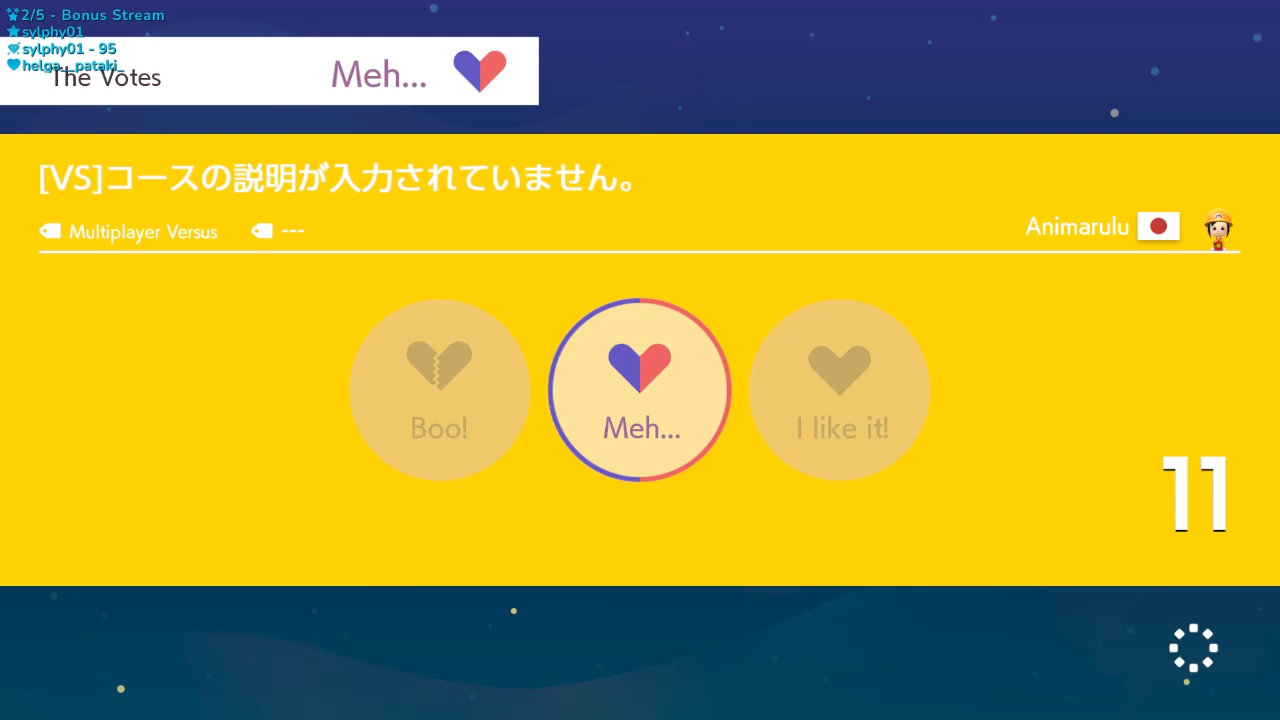 2/5 - Bonus Stream
sylphy01
sylphy01 - 95
helga__pataki_
The Votes
Meh...
[VS]コースの説明が入力されていません。
Multiplayer Versus
---
Animarulu
Boo!
Meh...
I like it!
11